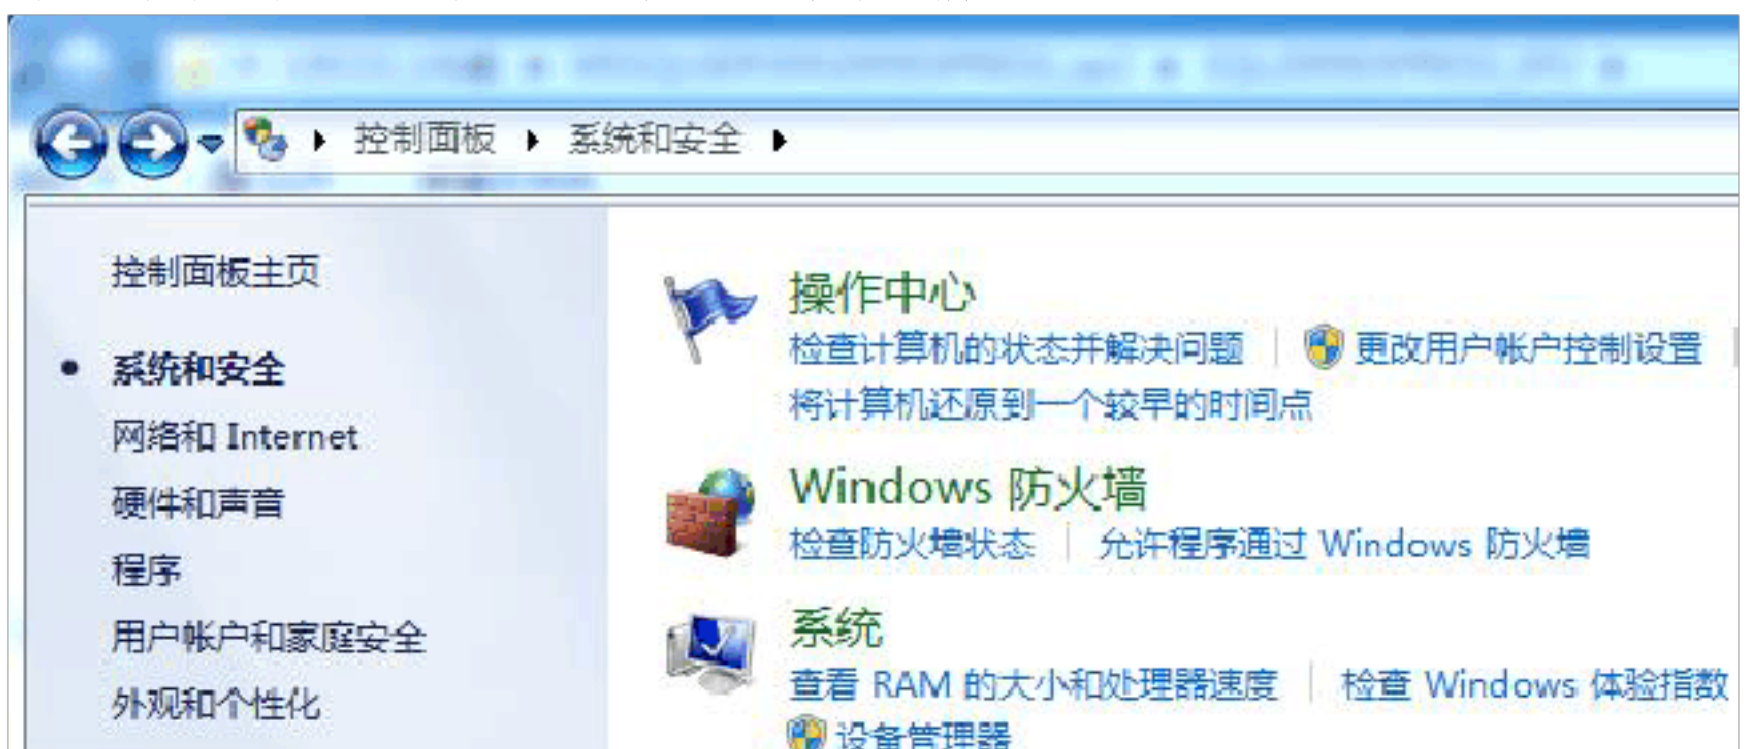 控制面板 系统和安全
控制面板主页
系统和安全
网络和 Internet
硬件和声音
程序
用户帐户和家庭安全
外观和个性化
操作中心
检查计算机的状态并解决问题 更改用户帐户控制设置
将计算机还原到一个较早的时间点
Windows 防火墙
检查防火墙状态 允许程序通过 Windows 防火墙
系统
查看 RAM 的大小和处理器速度 检查 Windows 体验指数
设备管理器